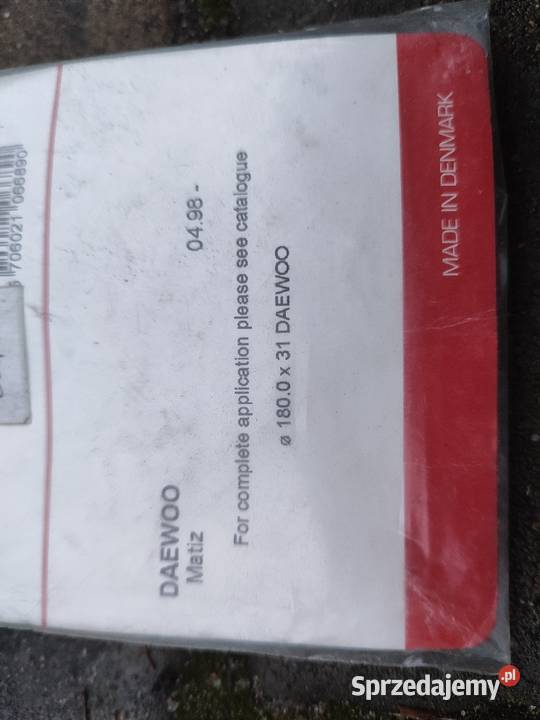 706021 066890
DAEWOO
Matiz 04.98 -
For complete application please see catalogue
ø 180.0 x 31 DAEWOO
MADE IN DENMARK
Sprzedajemy.pl